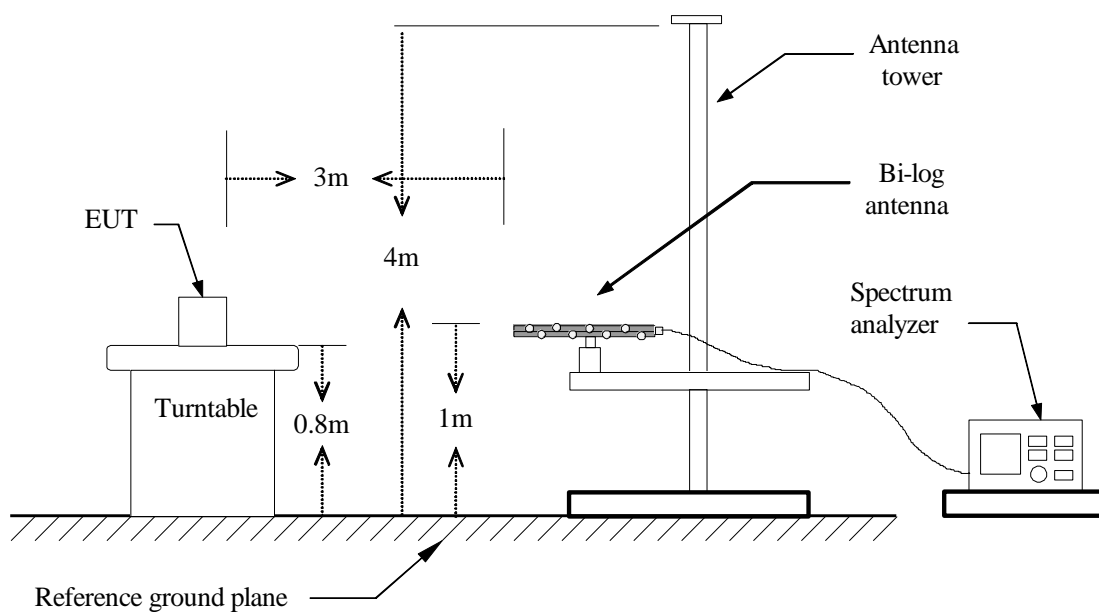 Antenna
tower
3m
Bi-log
antenna
EUT
4m
Spectrum
analyzer
Turntable
0.8m
1m
Reference ground plane